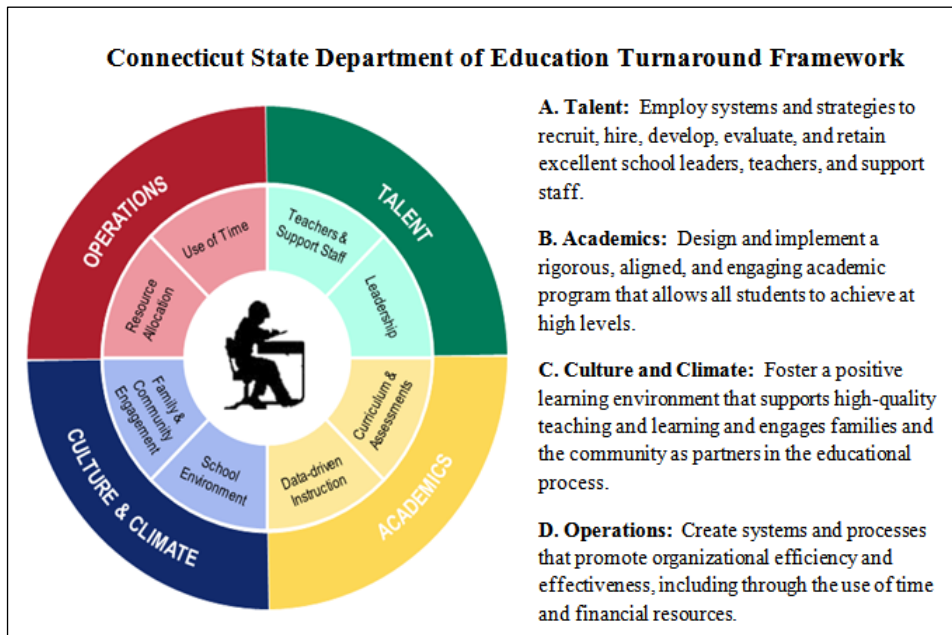 Connecticut State Department of Education Turnaround Framework
OPERATIONS
TALENT
CULTURE & CLIMATE
ACADEMICS
Use of Time
Teachers &
Support Staff
Resource
Allocation
Leadership
Family &
Community
Engagement
Curriculum &
Assessments
School
Environment
Data-driven
Instruction
A. Talent: Employ systems and strategies to
recruit, hire, develop, evaluate, and retain
excellent school leaders, teachers, and support
staff.
B. Academics: Design and implement a
rigorous, aligned, and engaging academic
program that allows all students to achieve at
high levels.
C. Culture and Climate: Foster a positive
learning environment that supports high-quality
teaching and learning and engages families and
the community as partners in the educational
process.
D. Operations: Create systems and processes
that promote organizational efficiency and
effectiveness, including through the use of time
and financial resources.